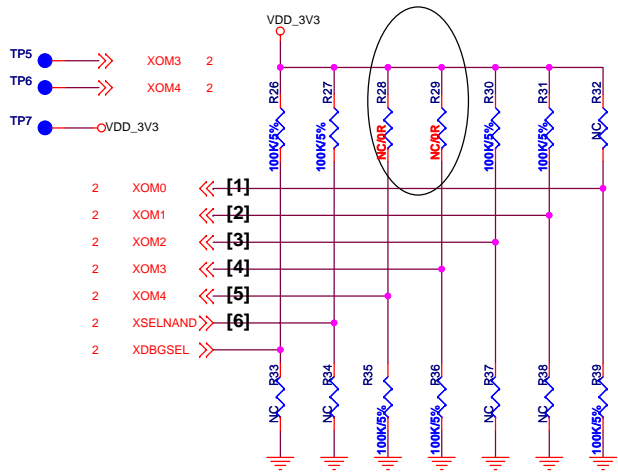 VDD_3V3
TP5 XOM3 2
TP6 XOM4 2
TP7 VDD_3V3
R26 R27 R28 R29 R30 R31 R32
100K/5% 100K/5% NC/0R NC/0R 100K/5% 100K/5% NC
2 XOM0 [1]
2 XOM1 [2]
2 XOM2 [3]
2 XOM3 [4]
2 XOM4 [5]
2 XSELNAND [6]
2 XDBGSEL
R33 R34 R35 R36 R37 R38 R39
NC NC 100K/5% 100K/5% NC NC 100K/5%